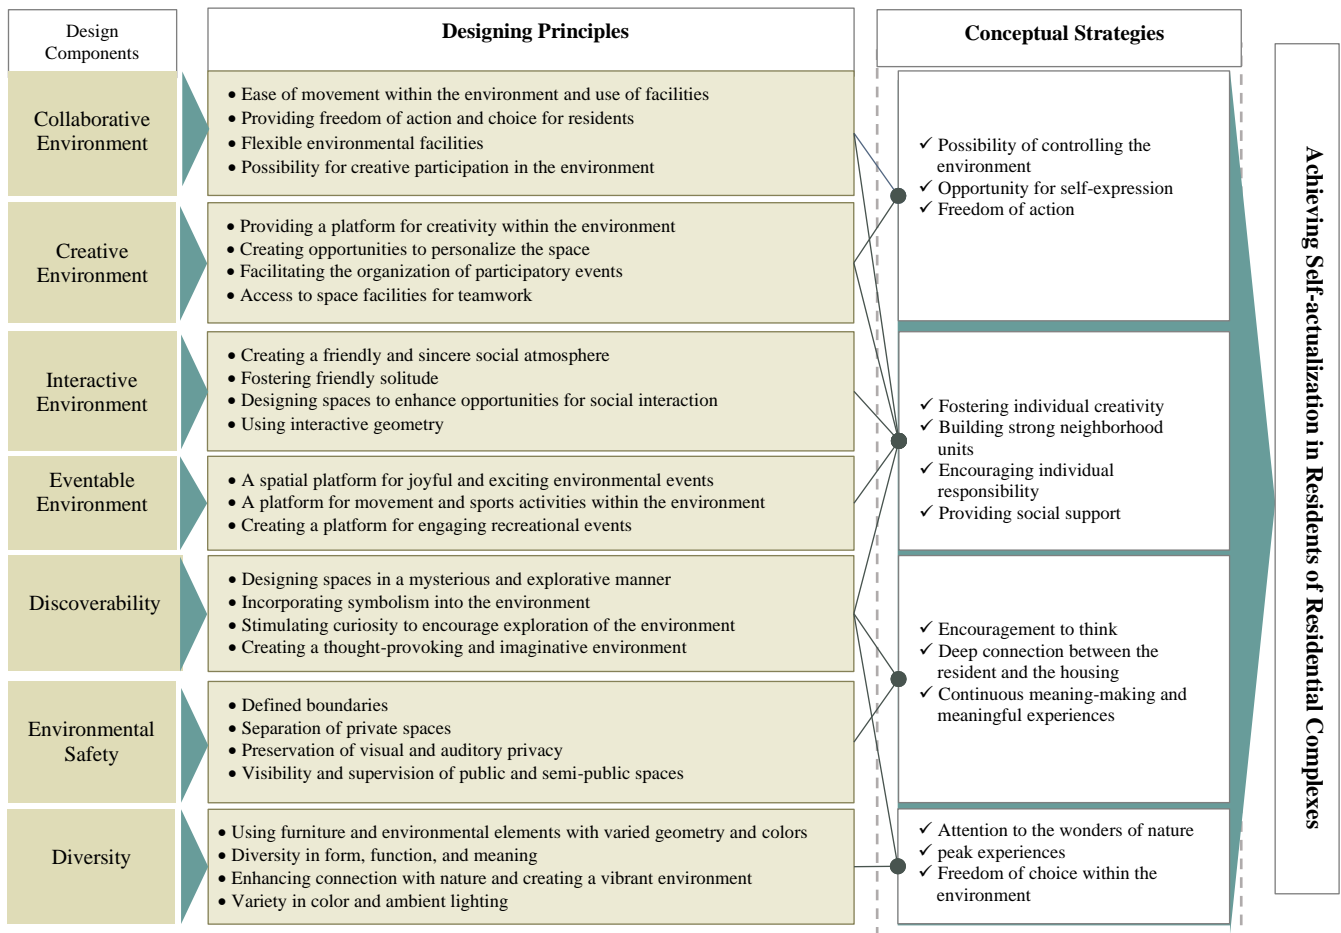 Design
Components
Designing Principles
Conceptual Strategies
Collaborative
Environment
• Ease of movement within the environment and use of facilities
• Providing freedom of action and choice for residents
• Flexible environmental facilities
• Possibility for creative participation in the environment
Creative
Environment
• Providing a platform for creativity within the environment
• Creating opportunities to personalize the space
• Facilitating the organization of participatory events
• Access to space facilities for teamwork
Interactive
Environment
• Creating a friendly and sincere social atmosphere
• Fostering friendly solitude
• Designing spaces to enhance opportunities for social interaction
• Using interactive geometry
Eventable
Environment
• A spatial platform for joyful and exciting environmental events
• A platform for movement and sports activities within the environment
• Creating a platform for engaging recreational events
Discoverability
• Designing spaces in a mysterious and explorative manner
• Incorporating symbolism into the environment
• Stimulating curiosity to encourage exploration of the environment
• Creating a thought-provoking and imaginative environment
Environmental
Safety
• Defined boundaries
• Separation of private spaces
• Preservation of visual and auditory privacy
• Visibility and supervision of public and semi-public spaces
Diversity
• Using furniture and environmental elements with varied geometry and colors
• Diversity in form, function, and meaning
• Enhancing connection with nature and creating a vibrant environment
• Variety in color and ambient lighting
✓ Possibility of controlling the
environment
✓ Opportunity for self-expression
✓ Freedom of action
✓ Fostering individual creativity
✓ Building strong neighborhood
units
✓ Encouraging individual
responsibility
✓ Providing social support
✓ Encouragement to think
✓ Deep connection between the
resident and the housing
✓ Continuous meaning-making and
meaningful experiences
✓ Attention to the wonders of nature
✓ peak experiences
✓ Freedom of choice within the
environment
Achieving Self-actualization in Residents of Residential Complexes